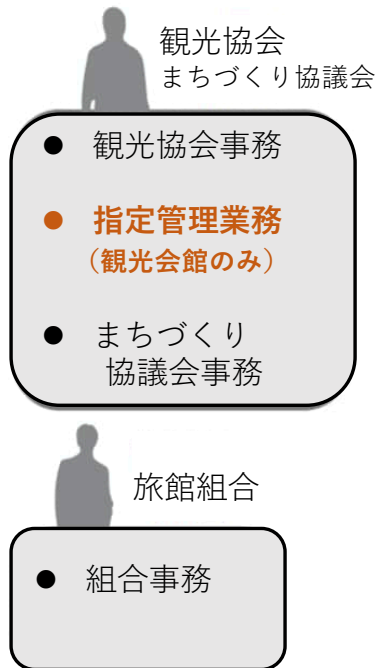 観光協会
まちづくり協議会
● 観光協会事務
● 指定管理業務
（観光会館のみ）
● まちづくり
協議会事務
旅館組合
● 組合事務